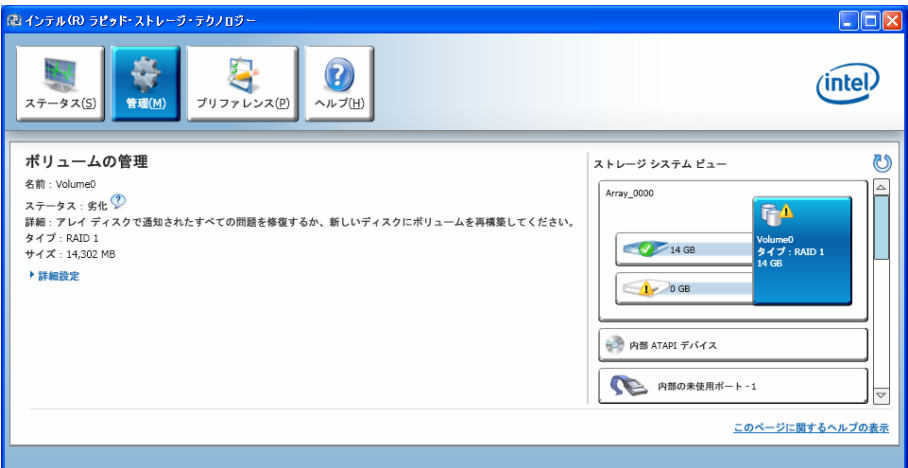 インテル(R) ラピッド・ストレージ・テクノロジー
ステータス(S)
管理(M)
プリファレンス(P)
ヘルプ(H)
intel
ボリュームの管理
名前 : Volume0
ステータス : 劣化
詳細 : アレイ ディスクで通知されたすべての問題を修復するか、新しいディスクにボリュームを再構築してください。
タイプ : RAID 1
サイズ : 14,302 MB
詳細設定
ストレージ システム ビュー
Array_0000
14 GB
0 GB
Volume0
タイプ : RAID 1
14 GB
内部 ATAPI デバイス
内部の未使用ポート - 1
このページに関するヘルプの表示